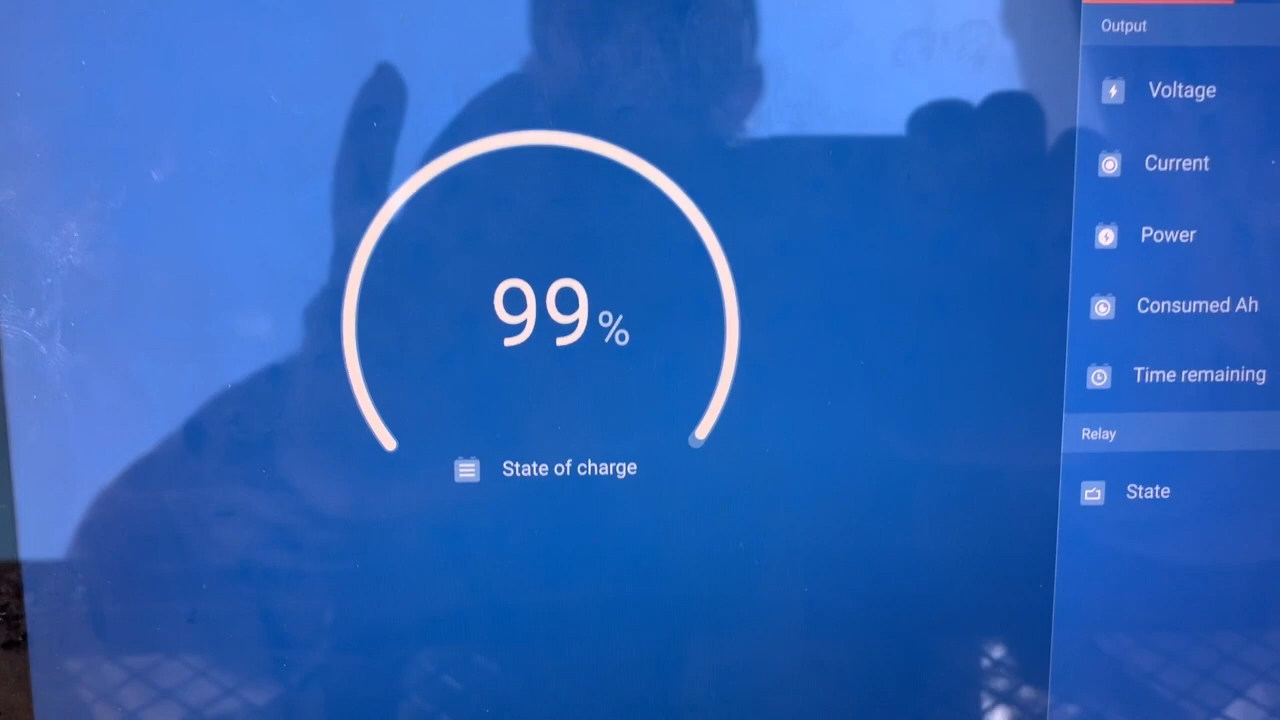 99%
State of charge
Output
Voltage
Current
Power
Consumed Ah
Time remaining
Relay
State